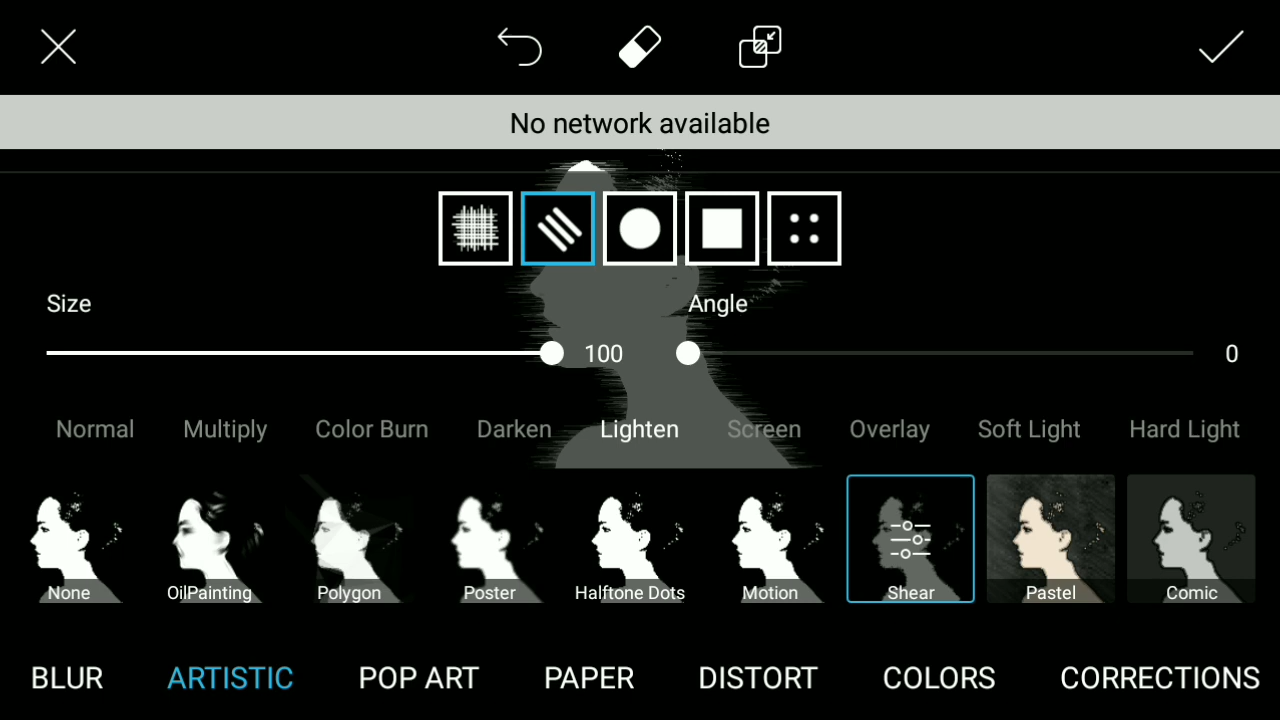 No network available
Size
Angle
100
0
Normal Multiply Color Burn Darken Lighten Screen Overlay Soft Light Hard Light
None OilPainting Polygon Poster Halftone Dots Motion Shear Pastel Comic
BLUR ARTISTIC POP ART PAPER DISTORT COLORS CORRECTIONS